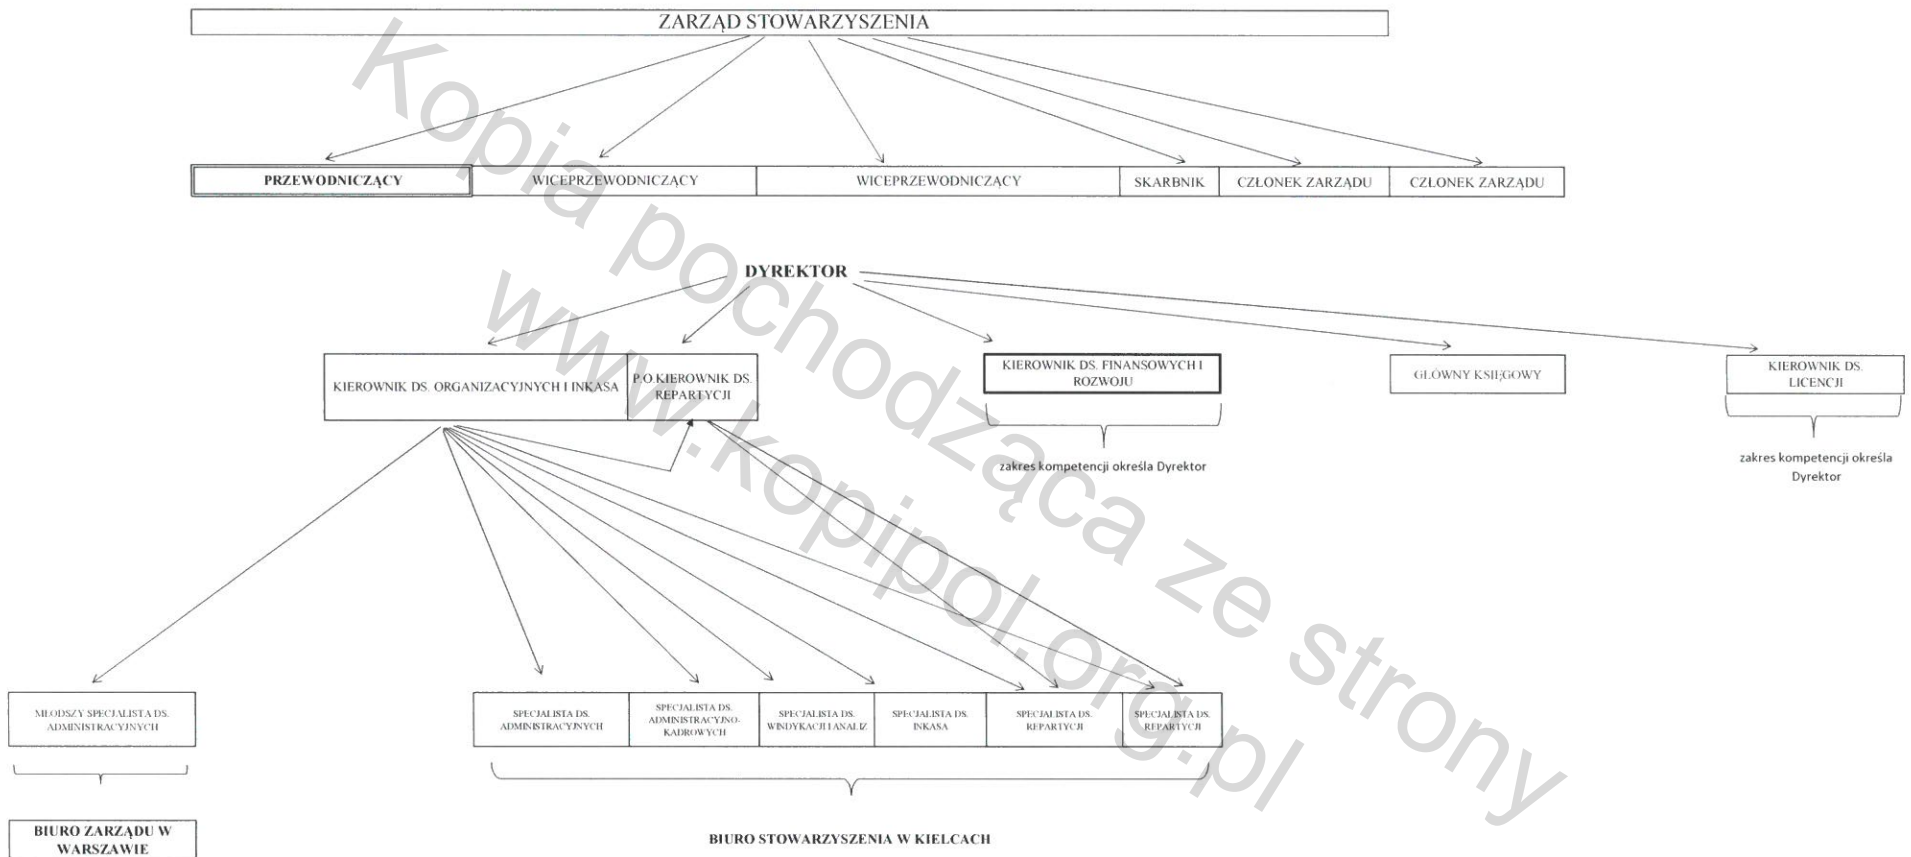 ZARZĄD STOWARZYSZENIA
PRZEWODNICZĄCY
WICEPRZEWODNICZĄCY
WICEPRZEWODNICZĄCY
SKARBNIK
CZŁONEK ZARZĄDU
CZŁONEK ZARZĄDU
DYREKTOR
KIEROWNIK DS. ORGANIZACYJNYCH I INKASA
P.O.KIEROWNIK DS.
REPARTYCJI
KIEROWNIK DS. FINANSOWYCH I
ROZWOJU
GŁÓWNY KSIĘGOWY
KIEROWNIK DS.
LICENCJI
zakres kompetencji określa Dyrektor
zakres kompetencji określa
Dyrektor
MŁODSZY SPECJALISTA DS.
ADMINISTRACYJNYCH
SPECJALISTA DS.
ADMINISTRACYJNYCH
SPECJALISTA DS.
ADMINISTRACYJNO-
KADROWYCH
SPECJALISTA DS.
WINDYKACJI I ANALIZ
SPECJALISTA DS.
INKASA
SPECJALISTA DS.
REPARTYCJI
SPECJALISTA DS.
REPARTYCJI
BIURO ZARZĄDU W
WARSZAWIE
BIURO STOWARZYSZENIA W KIELCACH
Kopia pochodząca ze strony
www.kopipol.org.pl